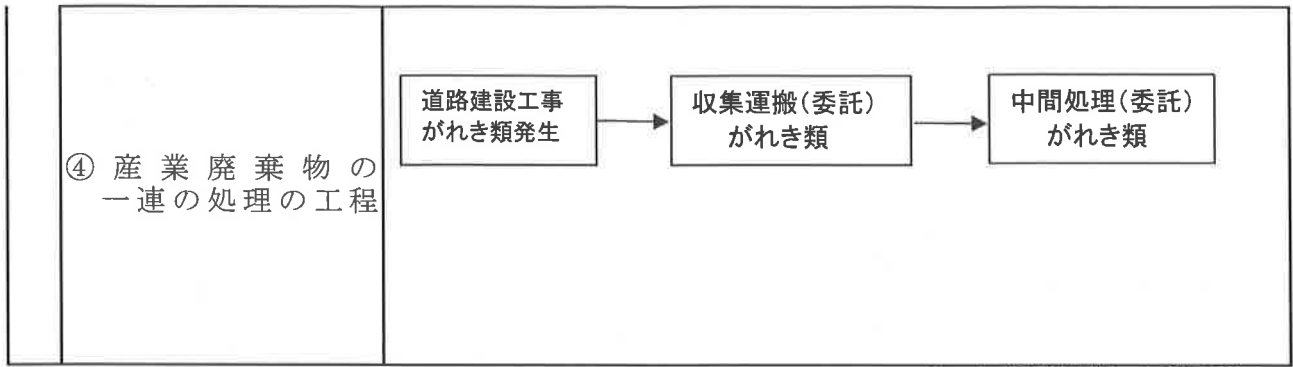 ④産業廃棄物の
一連の処理の工程
道路建設工事
がれき類発生
収集運搬(委託)
がれき類
中間処理(委託)
がれき類